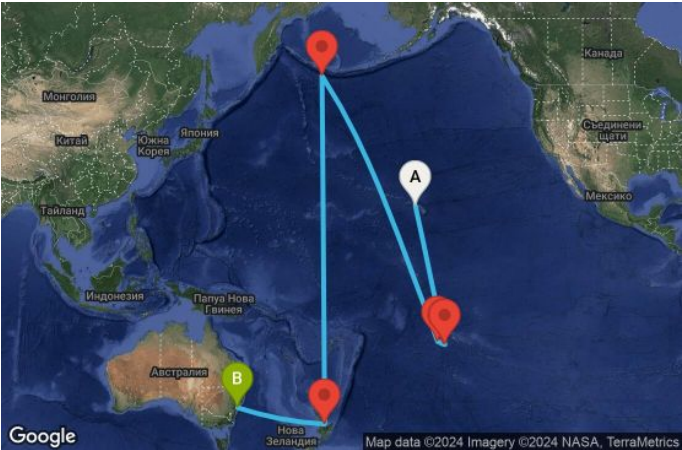 Канада
Монголия
Съединени
щати
Китай
Южна
Корея
Япония
A
Мексико
Тайланд
Индонезия
Папуа Нова
Гвинея
Австралия
B
Нова
Зеландия
Google
Map data ©2024 Imagery ©2024 NASA, TerraMetrics